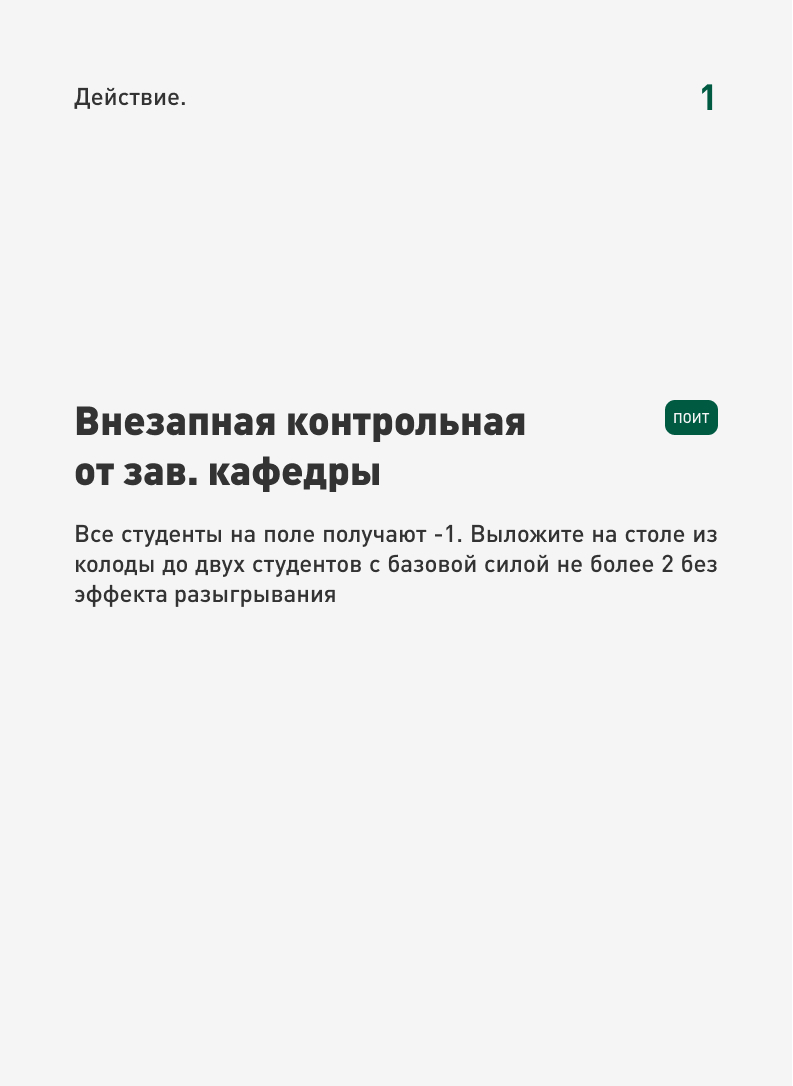 Действие.
1
Внезапная контрольная
от зав. кафедры
ПОИТ
Все студенты на поле получают -1. Выложите на столе из
колоды до двух студентов с базовой силой не более 2 без
эффекта разыгрывания